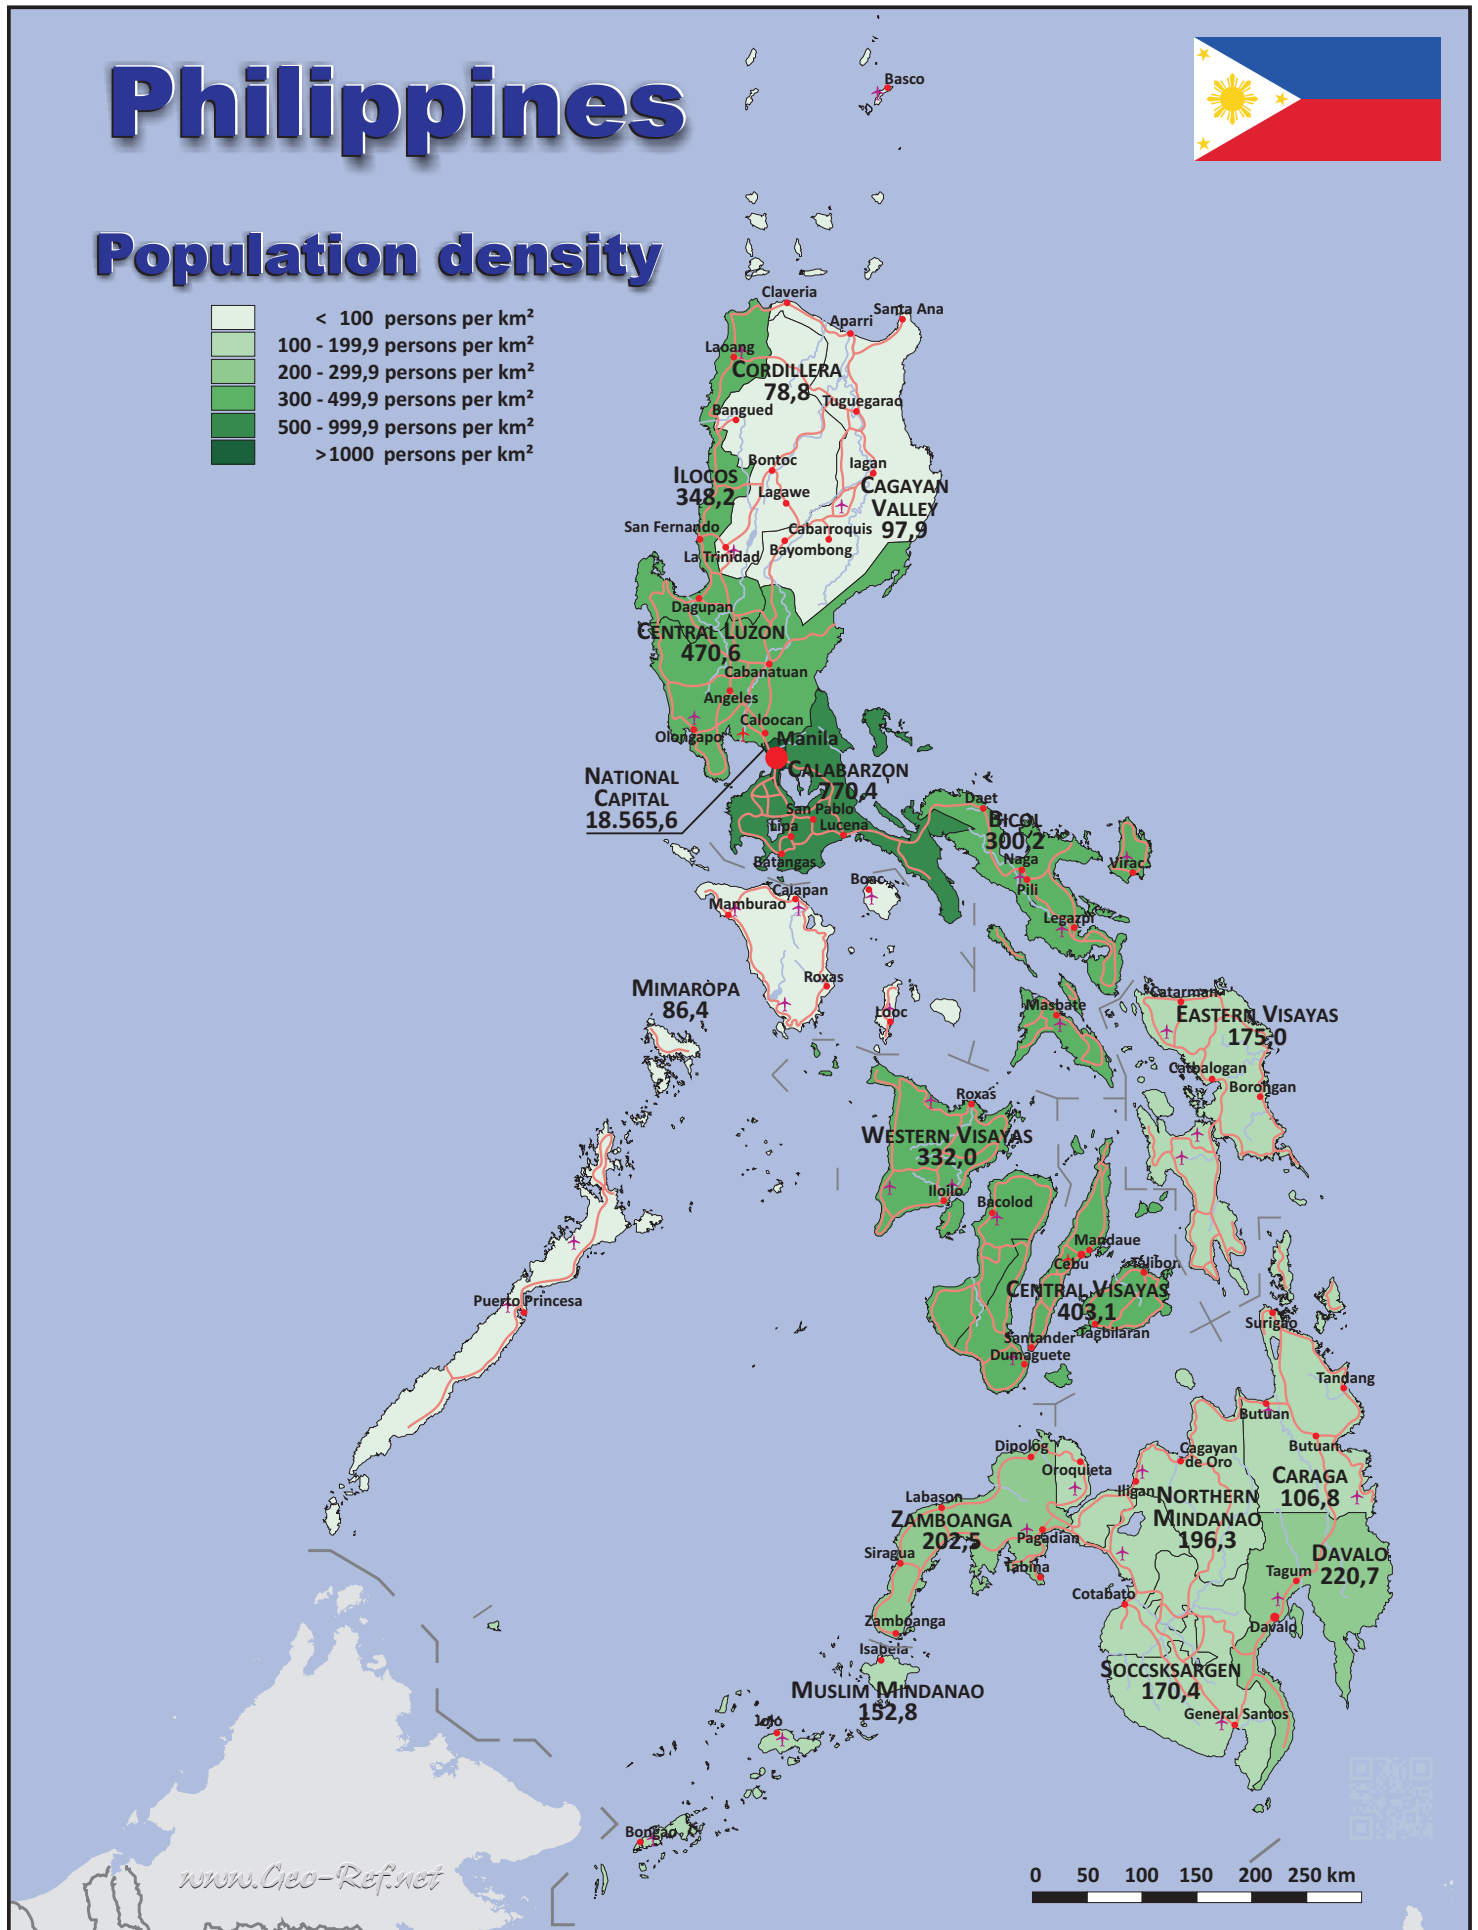 Philippines
Population density
< 100 persons per km²
100 - 199,9 persons per km²
200 - 299,9 persons per km²
300 - 499,9 persons per km²
500 - 999,9 persons per km²
>1000 persons per km²
Basco
Claveria
Santa Ana
Aparri
Laoang
CORDILLERA
78,8
Tuguegarao
Bangued
Bontoc
Iagan
ILOCOS
348,2
CAGAYAN
VALLEY
97,9
Lagawe
San Fernando
Cabarroquis
La Trinidad
Bayombong
Dagupan
CENTRAL LUZON
470,6
Cabanatuan
Angeles
Caloocan
Olongapo
Manila
NATIONAL
CAPITAL
18.565,6
CALABARZON
770,4
San Pablo
Lipa
Lucena
Batangas
Daet
BICOL
300,2
Naga
Pili
Virac
Legazpi
Boac
Calapan
Mamburao
Roxas
MIMARÒPA
86,4
Looc
Masbate
Catarman
EASTERN VISAYAS
175,0
Catbalogan
Borongan
Roxas
WESTERN VISAYAS
332,0
Iloilo
Bacolod
Mandaue
Cebu
Talibon
CENTRAL VISAYAS
403,1
Santander
Tagbilaran
Dumaguete
Puerto Princesa
Surigao
Tandang
Butuan
Butuan
CARAGA
106,8
Dipolog
Oroquieta
Cagayan
de Oro
Iligan
NORTHERN
MINDANAO
196,3
Labason
ZAMBOANGA
202,5
Pagadian
Siragua
Tabina
DAVALO
220,7
Tagum
Cotabato
Davalo
Zamboanga
Isabela
SOCCSKSARGEN
170,4
MUSLIM MINDANAO
152,8
General Santos
Jolo
Bongao
www.Geo-Ref.net
0 50 100 150 200 250 km